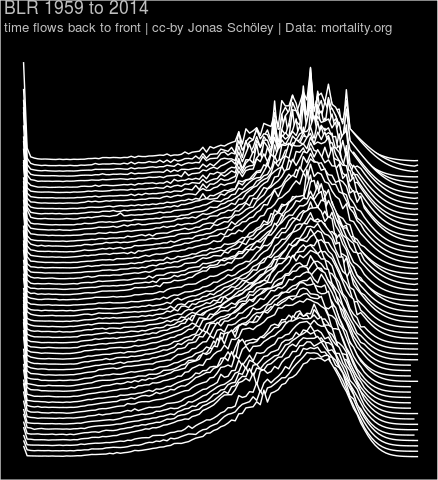 BLR 1959 to 2014
time flows back to front | cc-by Jonas Schöley | Data: mortality.org